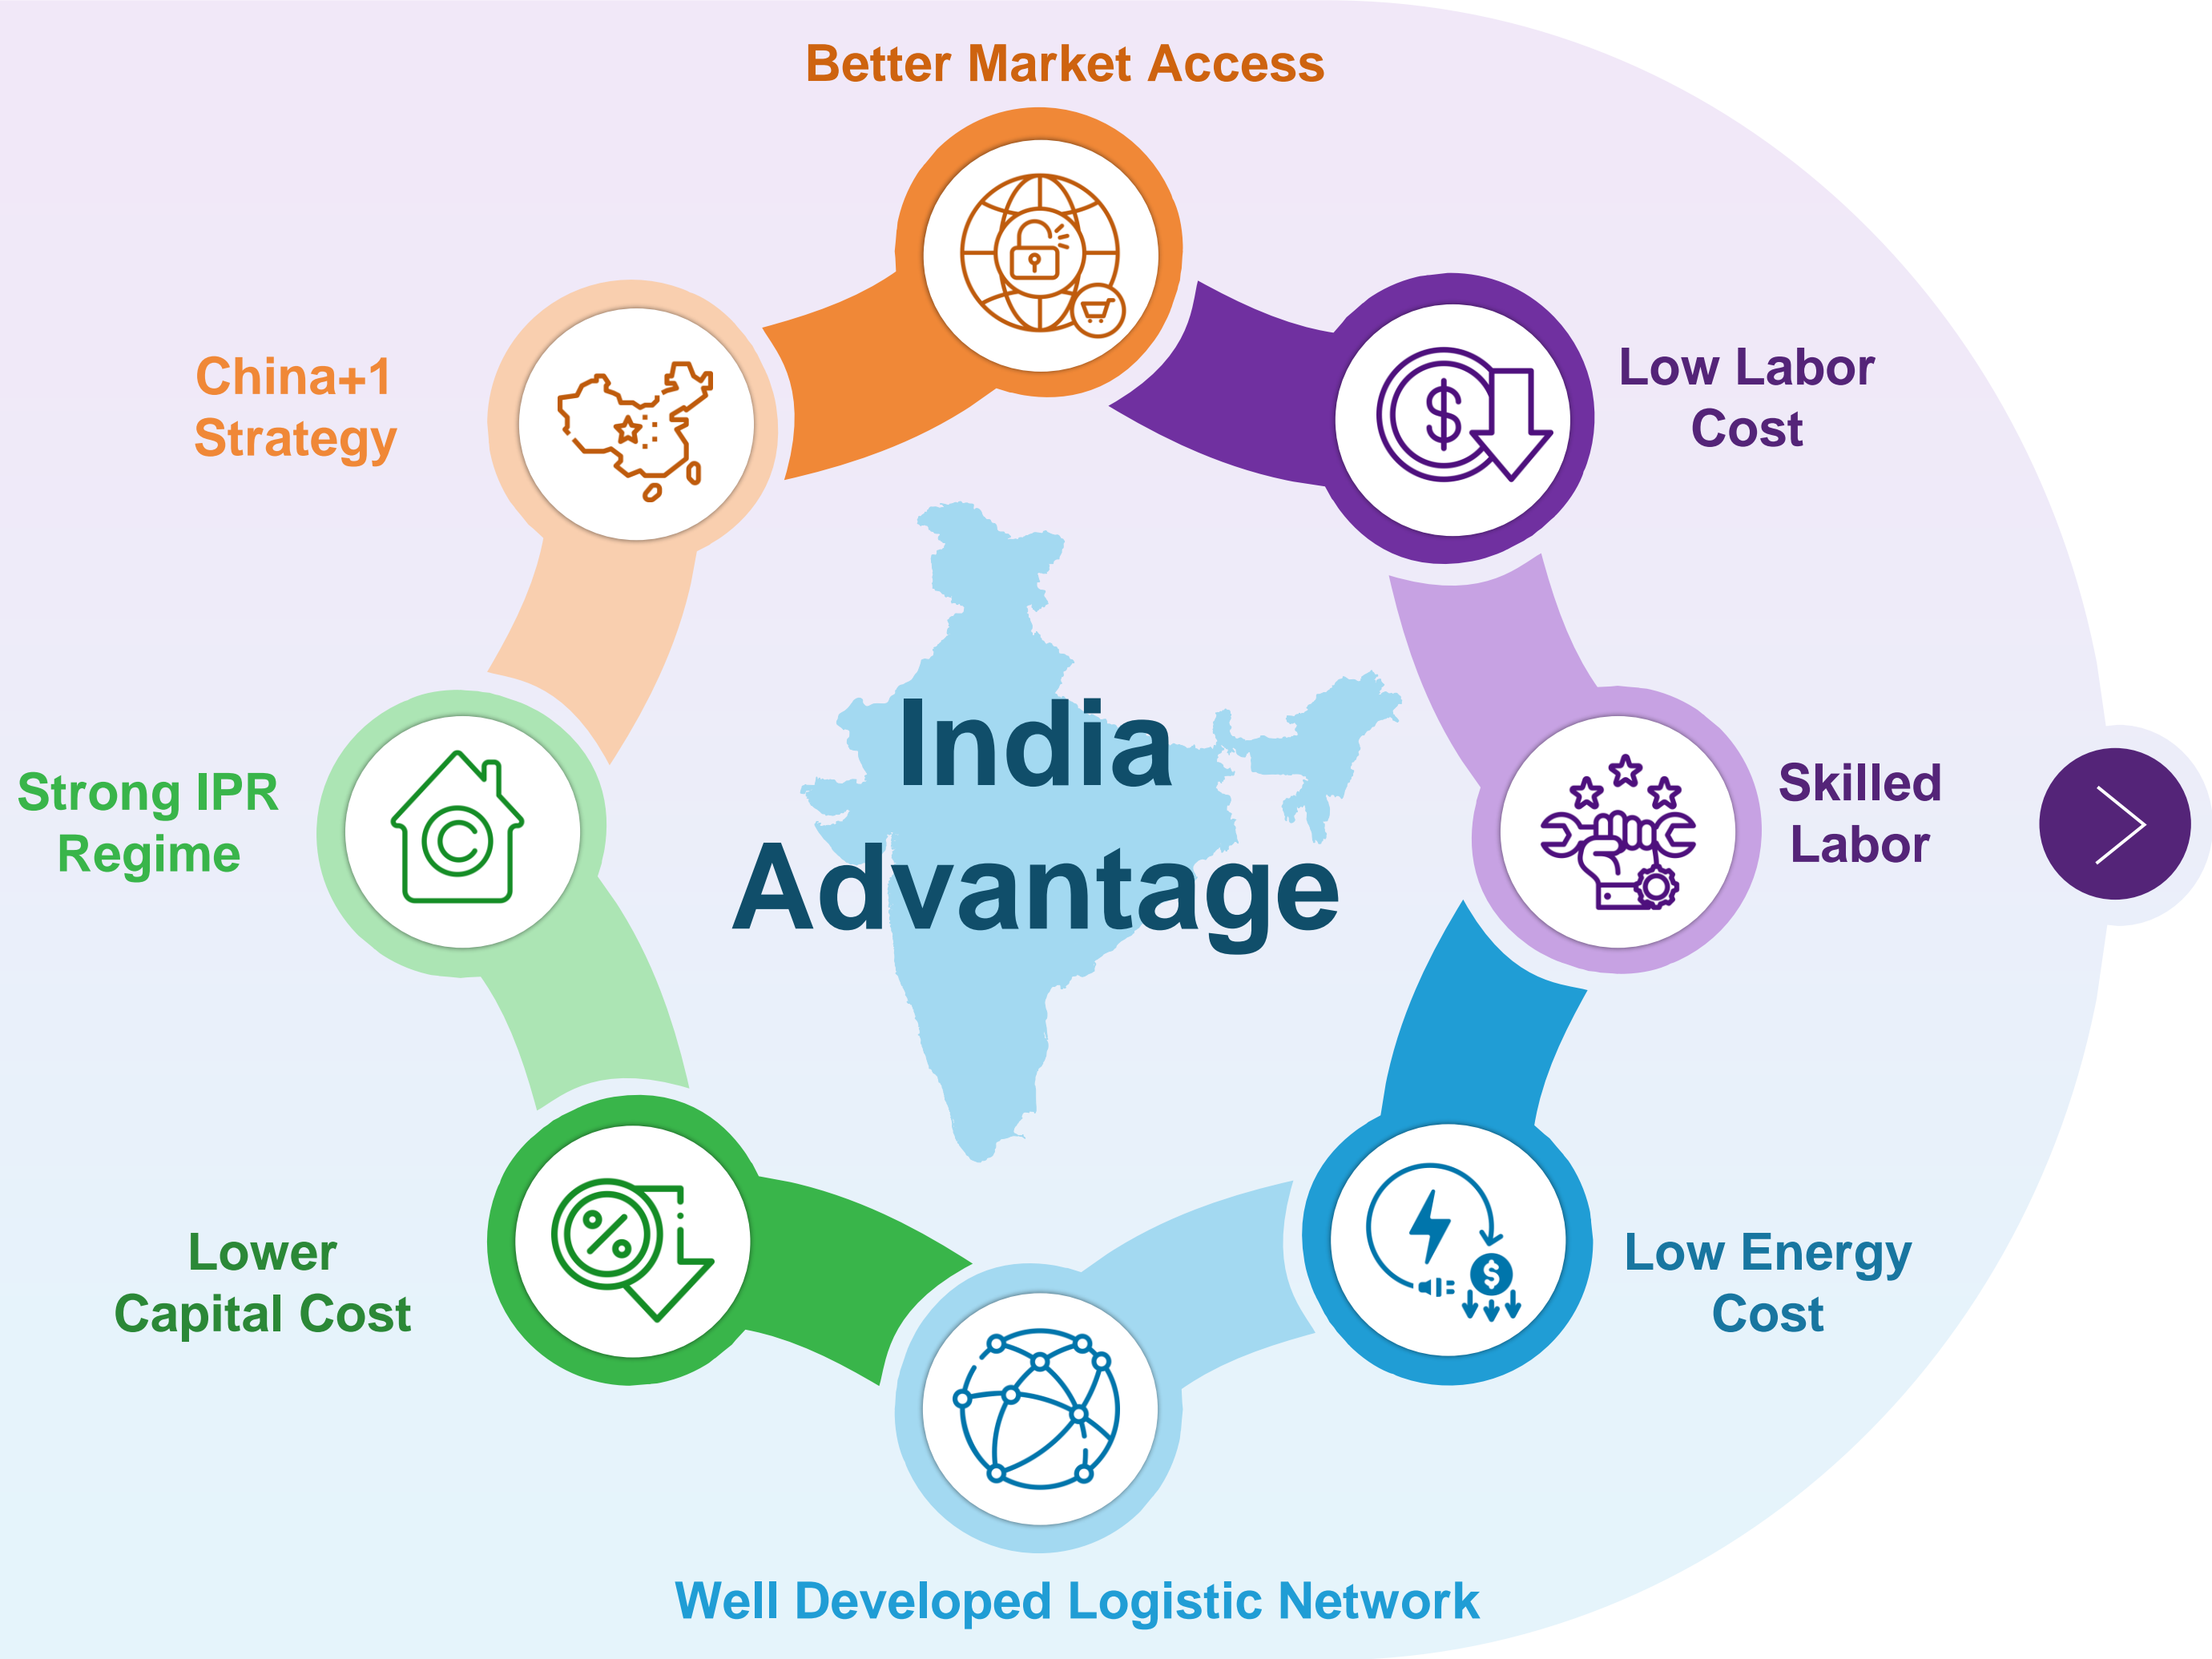 Better Market Access
China+1
Strategy
Low Labor
Cost
India
Advantage
Strong IPR
Regime
Skilled
Labor
Lower
Capital Cost
Low Energy
Cost
Well Developed Logistic Network